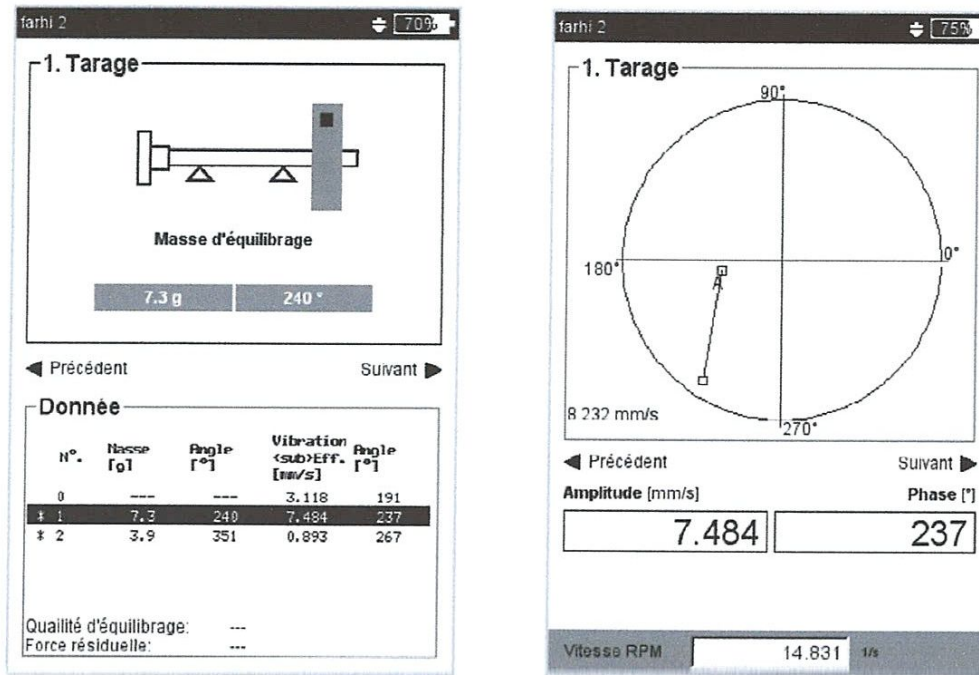 farhi 2 70%
1. Tarage
Masse d'équilibrage
7.3 g 240 °
Précédent Suivant
Donnée
N°. Masse [g] Angle [°] Vibration <sub>Eff. [mm/s] Angle [°]
0 --- --- 3.118 191
* 1 7.3 240 7.484 237
* 2 3.9 351 0.893 267
Quailité d'équilibrage: ---
Force résiduelle: ---
farhi 2 75%
1. Tarage
90°
180° 0°
A
8.232 mm/s
270°
Précédent Suivant
Amplitude [mm/s] Phase [°]
7.484 237
Vitesse RPM 14.831 1/s